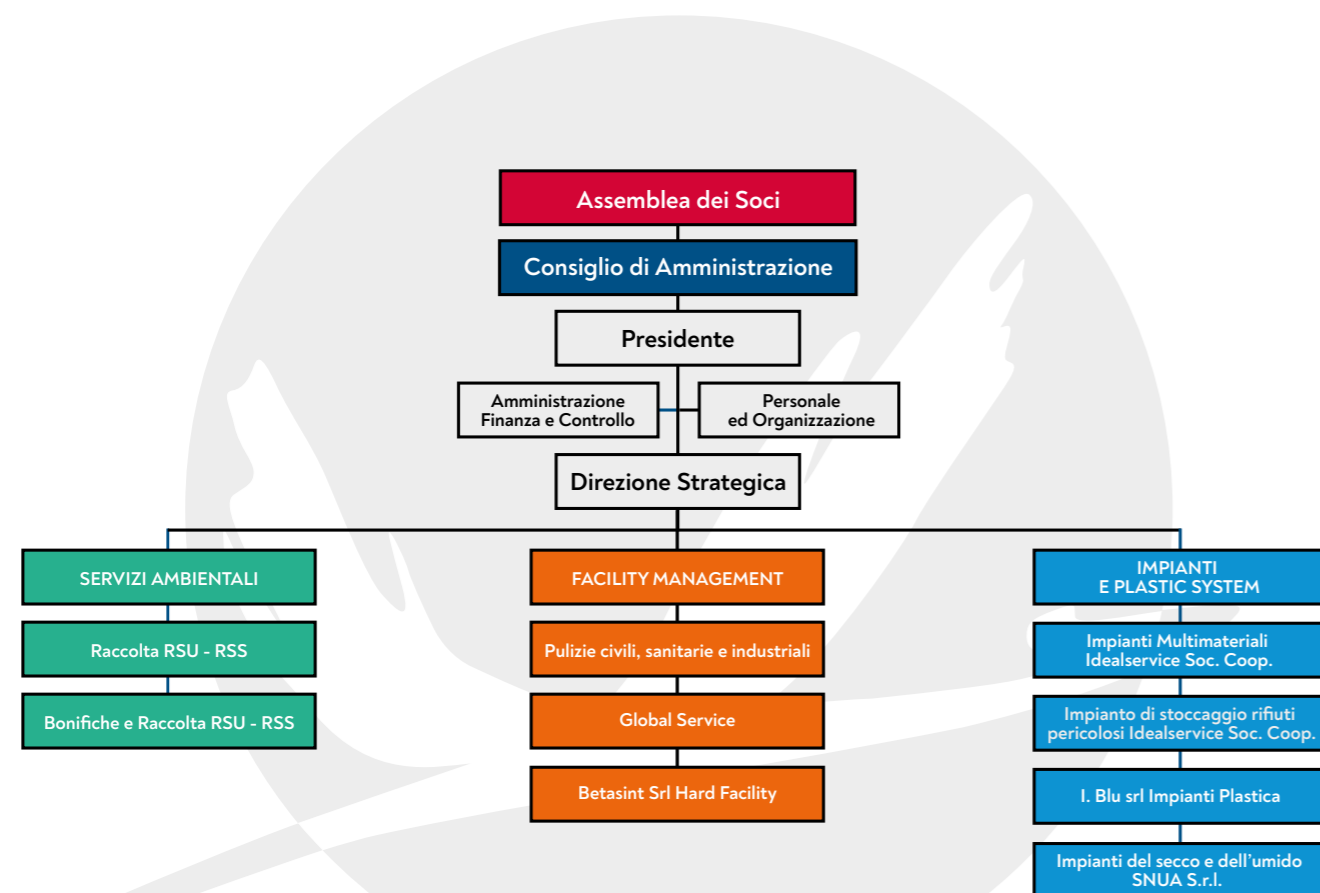 Assemblea dei Soci
Consiglio di Amministrazione
Presidente
Amministrazione
Finanza e Controllo
Personale
ed Organizzazione
Direzione Strategica
SERVIZI AMBIENTALI
Raccolta RSU - RSS
Bonifiche e Raccolta RSU - RSS
FACILITY MANAGEMENT
Pulizie civili, sanitarie e industriali
Global Service
Betasint Srl Hard Facility
IMPIANTI
E PLASTIC SYSTEM
Impianti Multimateriali
Idealservice Soc. Coop.
Impianto di stoccaggio rifiuti
pericolosi Idealservice Soc. Coop.
I. Blu srl Impianti Plastica
Impianti del secco e dell'umido
SNUA S.r.l.